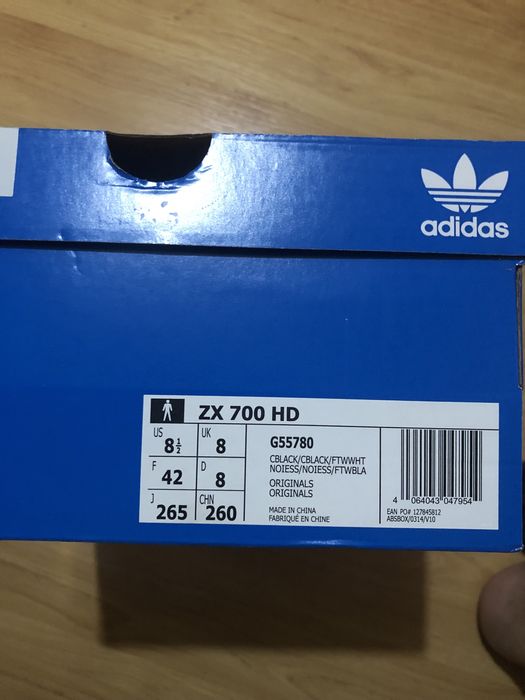 adidas
ZX 700 HD
US 8½ UK 8
F 42 D 8
J 265 CHN 260
G55780
CBLACK/CBLACK/FTWWHT
NOIESS/NOIESS/FTWBLA
ORIGINALS
ORIGINALS
MADE IN CHINA
FABRIQUÉ EN CHINE
4 064043 047954
EAN PO# 127845812
ABSBOX/0314/V10